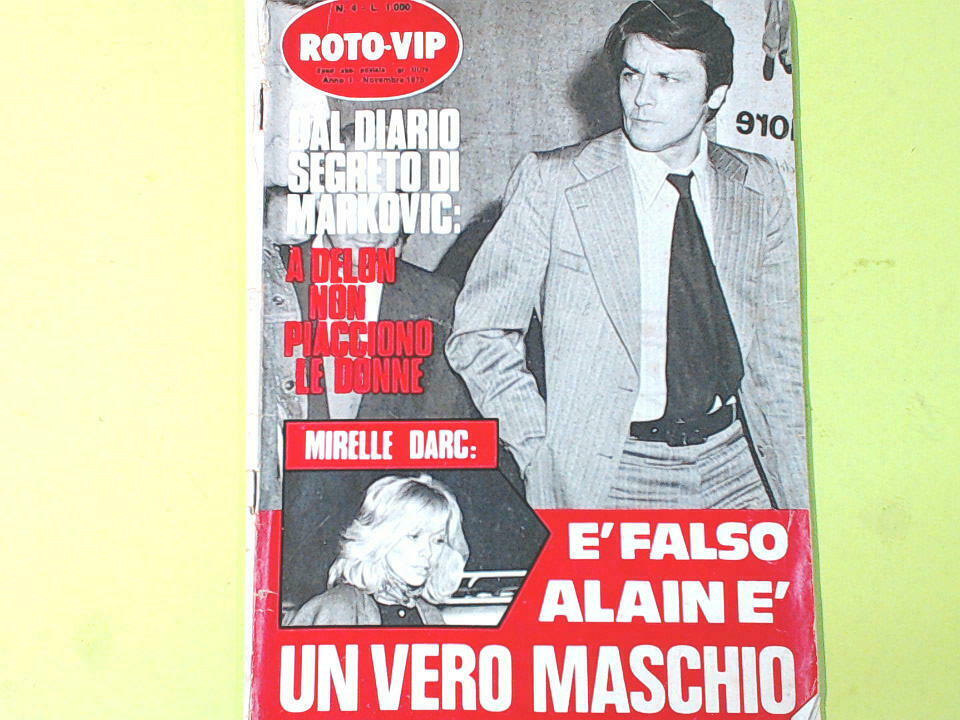 N. 4 - L. 1.000
ROTO-VIP
Anno I - Novembre 1975
DAL DIARIO
SEGRETO DI
MARKOVIC:
A DELON
NON
PIACCIONO
LE DONNE
MIRELLE DARC:
E' FALSO
ALAIN E'
UN VERO MASCHIO